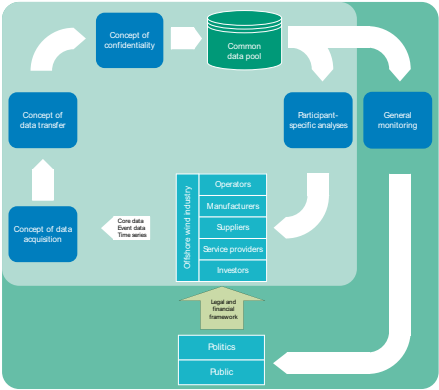 Concept of
confidentiality
Common
data pool
Concept of
data transfer
Participant-
specific analyses
General
monitoring
Concept of data
acquisition
Core data
Event data
Time series
Offshore wind industry
Operators
Manufacturers
Suppliers
Service providers
Investors
Legal and
financial
framework
Politics
Public